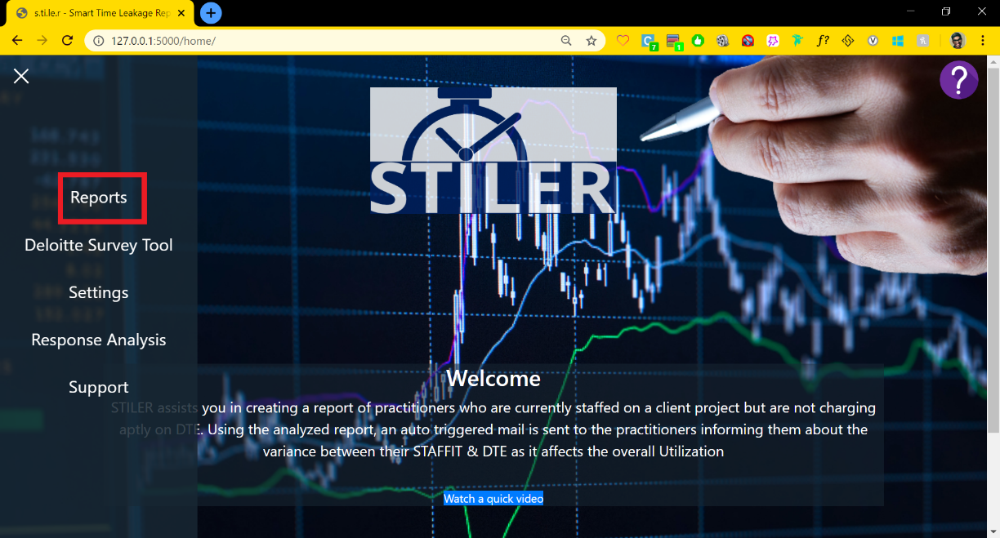 s.ti.le.r - Smart Time Leakage Rep
127.0.0.1:5000/home/
7
1
f?
V
?
STILER
Reports
Deloitte Survey Tool
Settings
Response Analysis
Support
Welcome
STILER assists you in creating a report of practitioners who are currently staffed on a client project but are not charging
aptly on DTE. Using the analyzed report, an auto triggered mail is sent to the practitioners informing them about the
variance between their STAFFIT & DTE as it affects the overall Utilization
Watch a quick video